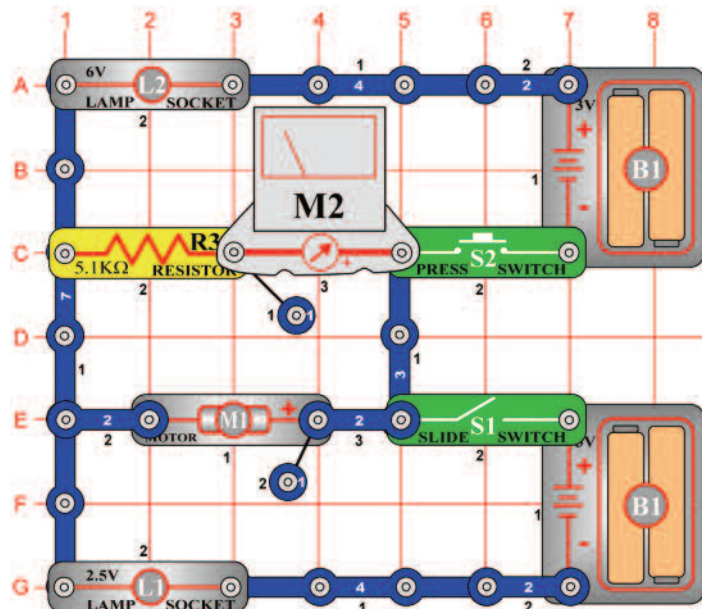 1 2 3 4 5 6 7 8
6V 1 2
A L2 4 2
LAMP SOCKET 3V
2 +
B 1 B1
M2
-
R3
C S2
5.1KΩ RESISTOR + PRESS SWITCH
2 3 2
7
1 1
D
1 1
3
E 2 M1 + 2 S1
MOTOR SLIDE SWITCH
2 1 3 2
+
2 1
F 1 B1
-
2
2.5V
G L1 4 2
LAMP SOCKET 1 2